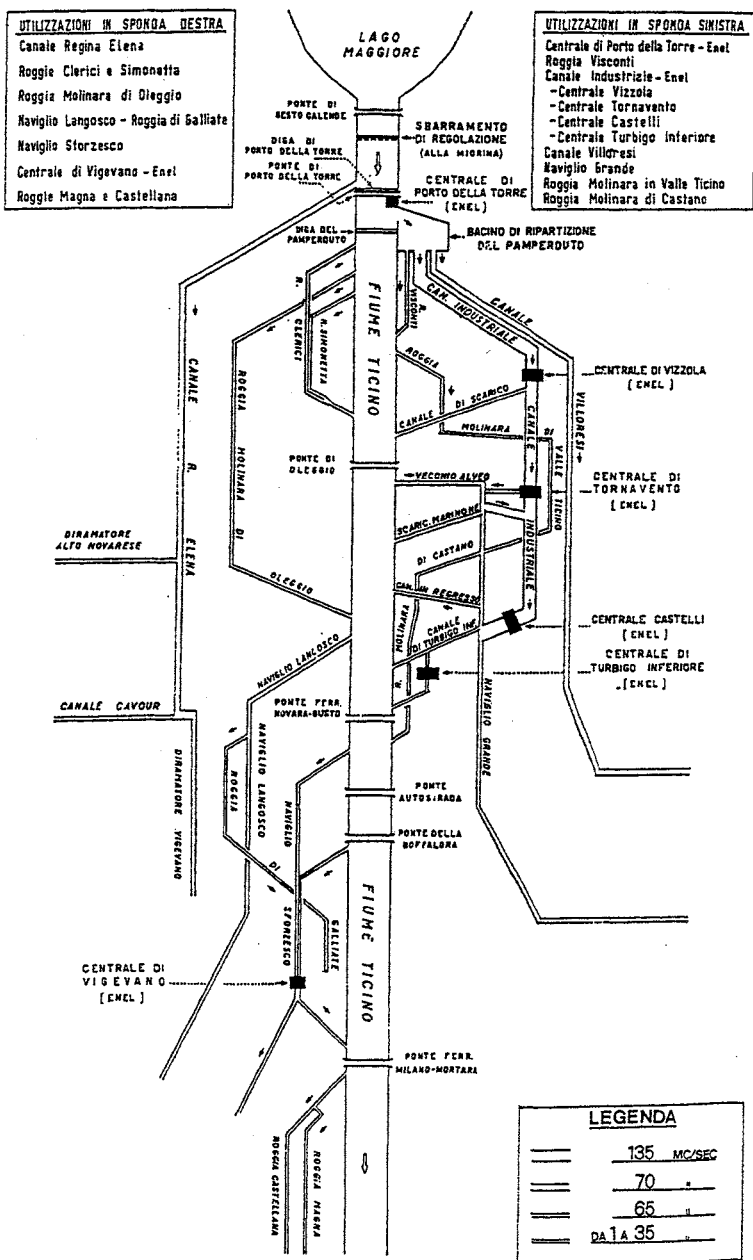 UTILIZZAZIONI IN SPONDA DESTRA
Canale Regina Elena
Roggie Clerici e Simonetta
Roggia Molinara di Oleggio
Naviglio Langosco - Roggia di Galliate
Naviglio Sforzesco
Centrale di Vigevano - Enel
Roggie Magna e Castellana
UTILIZZAZIONI IN SPONDA SINISTRA
Centrale di Porto della Torre - Enel
Roggia Visconti
Canale Industriale - Enel
- Centrale Vizzola
- Centrale Tornavento
- Centrale Castelli
- Centrale Turbigo Inferiore
Canale Villoresi
Naviglio Grande
Roggia Molinara in Valle Ticino
Roggia Molinara di Castano
LAGO
MAGGIORE
PONTE DI
SESTO CALENDE
SBARRAMENTO
DI REGOLAZIONE
(ALLA MIORINA)
DIGA DI
PORTO DELLA TORRE
PONTE DI
PORTO DELLA TORRE
CENTRALE DI
PORTO DELLA TORRE
[ENEL]
DIGA DEL
PAMPERDUTO
BACINO DI RIPARTIZIONE
DEL PAMPERDUTO
R. CLERICI
R. SIMONETTA
FIUME TICINO
R. VISCONTI
CAN. INDUSTRIALE
CANALE
VILLORESI
ROGGIA
MOLINARA
DI
VALLE TICINO
CENTRALE DI VIZZOLA
[ENEL]
CANALE DI SCARICO
CANALE
INDUSTRIALE
CANALE R. ELENA
ROGGIA MOLINARA DI
OLEGGIO
PONTE DI
OLEGGIO
VECCHIO ALVEO
CENTRALE DI
TORNAVENTO
[ENEL]
SCARIC. MARINONE
DIRAMATORE
ALTO NOVARESE
DI CASTANO
CAN. IN REGRESSO
MOLINARA
R.
CANALE
DI TURBIGO INF.
CENTRALE CASTELLI
[ENEL]
CENTRALE DI
TURBIGO INFERIORE
[ENEL]
NAVIGLIO LANGOSCO
NAVIGLIO GRANDE
CANALE CAVOUR
PONTE FERR.
NOVARA-BUSTO
DIRAMATORE VIGEVANO
ROGGIA
NAVIGLIO LANGOSCO
NAVIGLIO
PONTE
AUTOSTRADA
PONTE DELLA
BOFFALORA
DI
GALLIATE
SFORZESCO
FIUME TICINO
CENTRALE DI
VIGEVANO
[ENEL]
PONTE FERR.
MILANO-MORTARA
ROGGIA CASTELLANA
ROGGIA MAGNA
LEGENDA
135 MC/SEC
70 "
65 "
DA 1 A 35 "